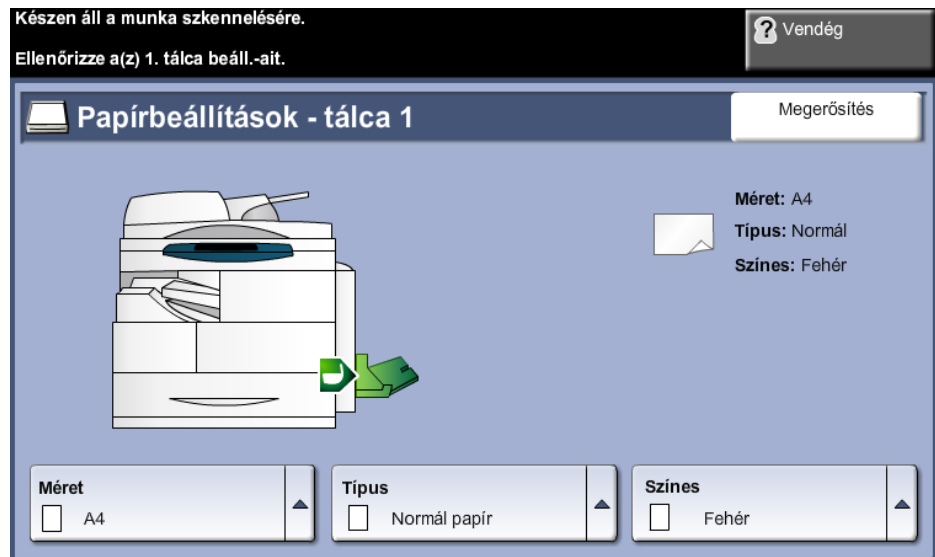 Készen áll a munka szkennelésére.
Vendég
Ellenőrizze a(z) 1. tálca beáll.-ait.
Papírbeállítások - tálca 1
Megerősítés
Méret: A4
Típus: Normál
Színes: Fehér
Méret
A4
Típus
Normál papír
Színes
Fehér